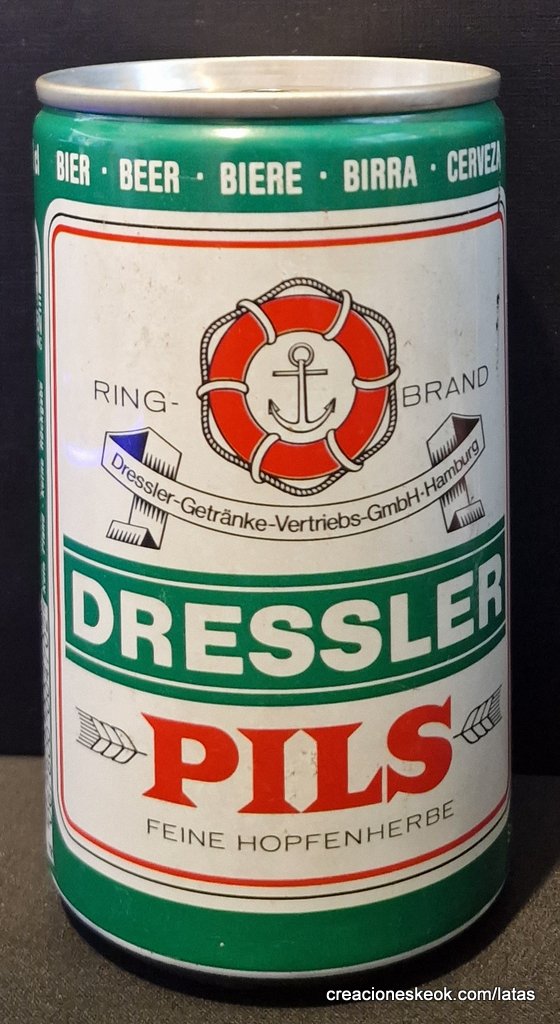 BIER · BEER · BIERE · BIRRA · CERVEZA
RING- BRAND
Dressler-Getränke-Vertriebs-GmbH·Hamburg
DRESSLER
PILS
FEINE HOPFENHERBE
creacioneskeok.com/latas